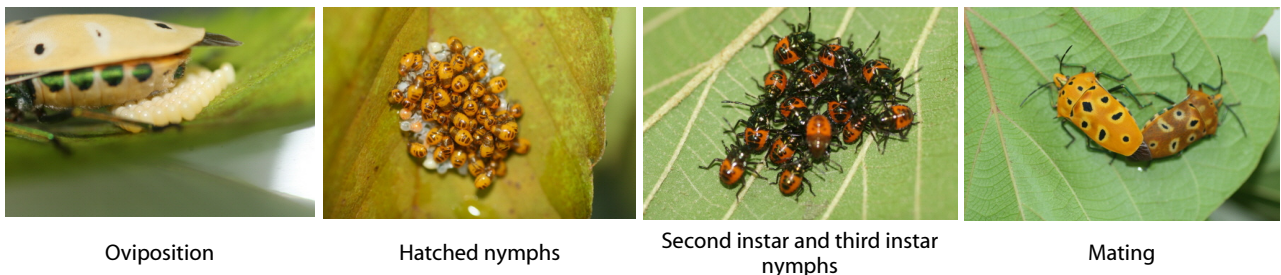 Oviposition
Hatched nymphs
Second instar and third instar
nymphs
Mating